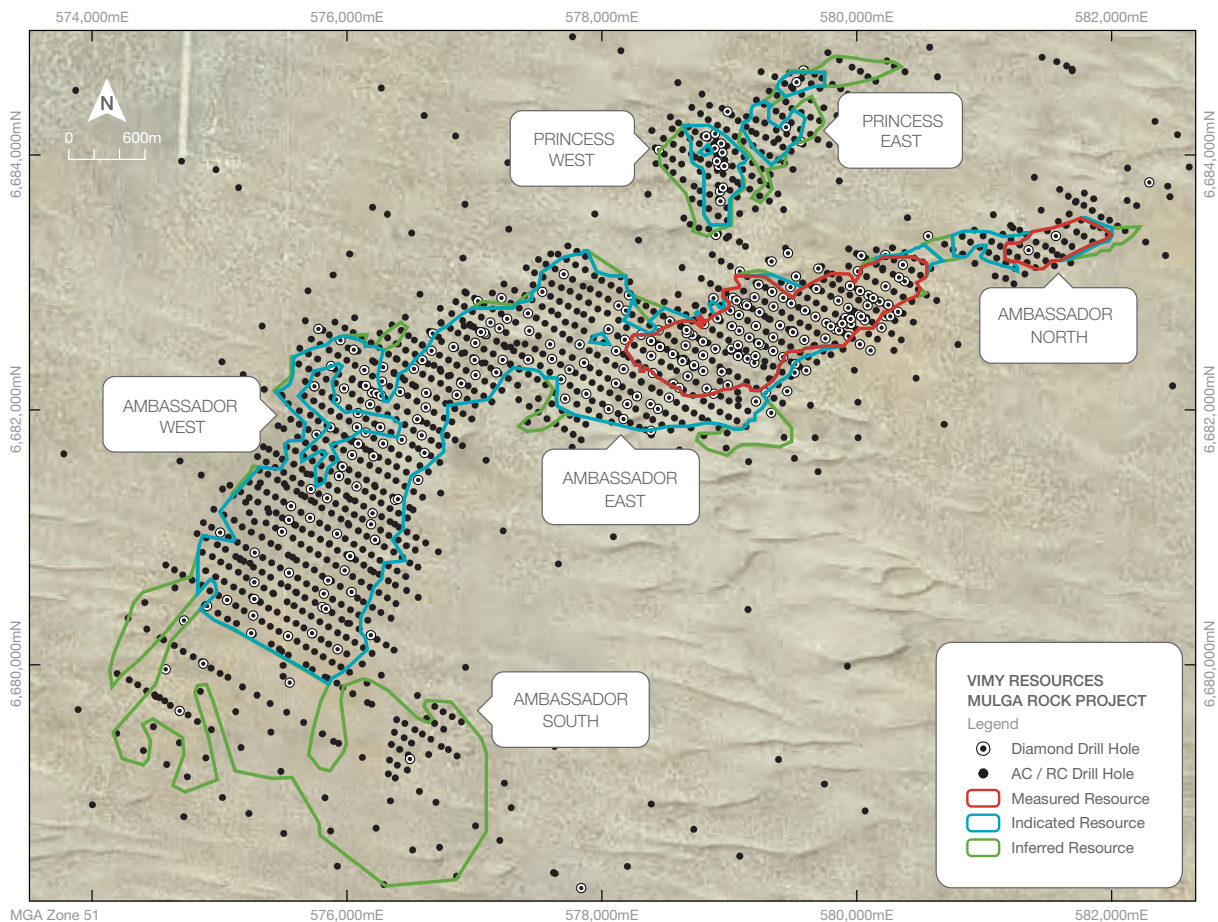 574,000mE
576,000mE
578,000mE
580,000mE
582,000mE
N
0 600m
6,684,000mN
6,684,000mN
PRINCESS
WEST
PRINCESS
EAST
AMBASSADOR
NORTH
6,682,000mN
6,682,000mN
AMBASSADOR
WEST
AMBASSADOR
EAST
6,680,000mN
6,680,000mN
AMBASSADOR
SOUTH
VIMY RESOURCES
MULGA ROCK PROJECT
Legend
Diamond Drill Hole
AC / RC Drill Hole
Measured Resource
Indicated Resource
Inferred Resource
MGA Zone 51
576,000mE
578,000mE
580,000mE
582,000mE